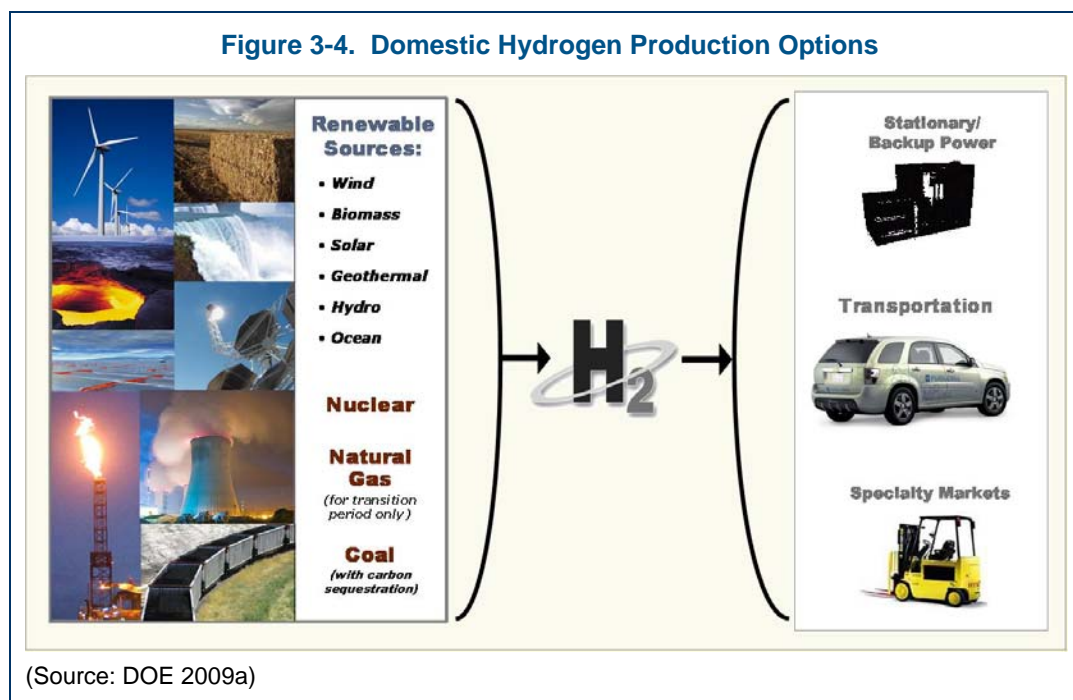 Figure 3-4. Domestic Hydrogen Production Options
Renewable
Sources:
• Wind
• Biomass
• Solar
• Geothermal
• Hydro
• Ocean
Nuclear
Natural
Gas
(for transition
period only)
Coal
(with carbon
sequestration)
H2
Stationary/
Backup Power
Transportation
Specialty Markets
(Source: DOE 2009a)